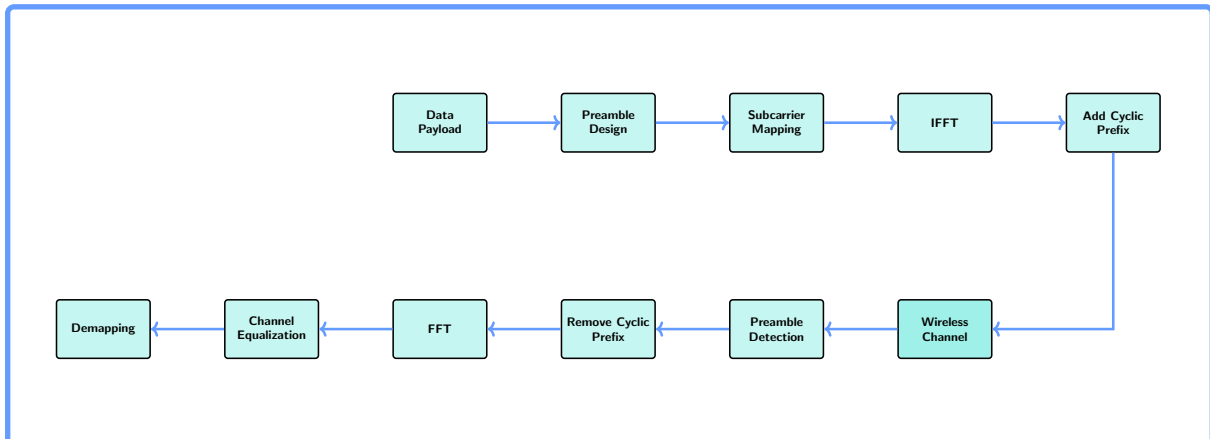 Data
Payload
Preamble
Design
Subcarrier
Mapping
IFFT
Add Cyclic
Prefix
Demapping
Channel
Equalization
FFT
Remove Cyclic
Prefix
Preamble
Detection
Wireless
Channel